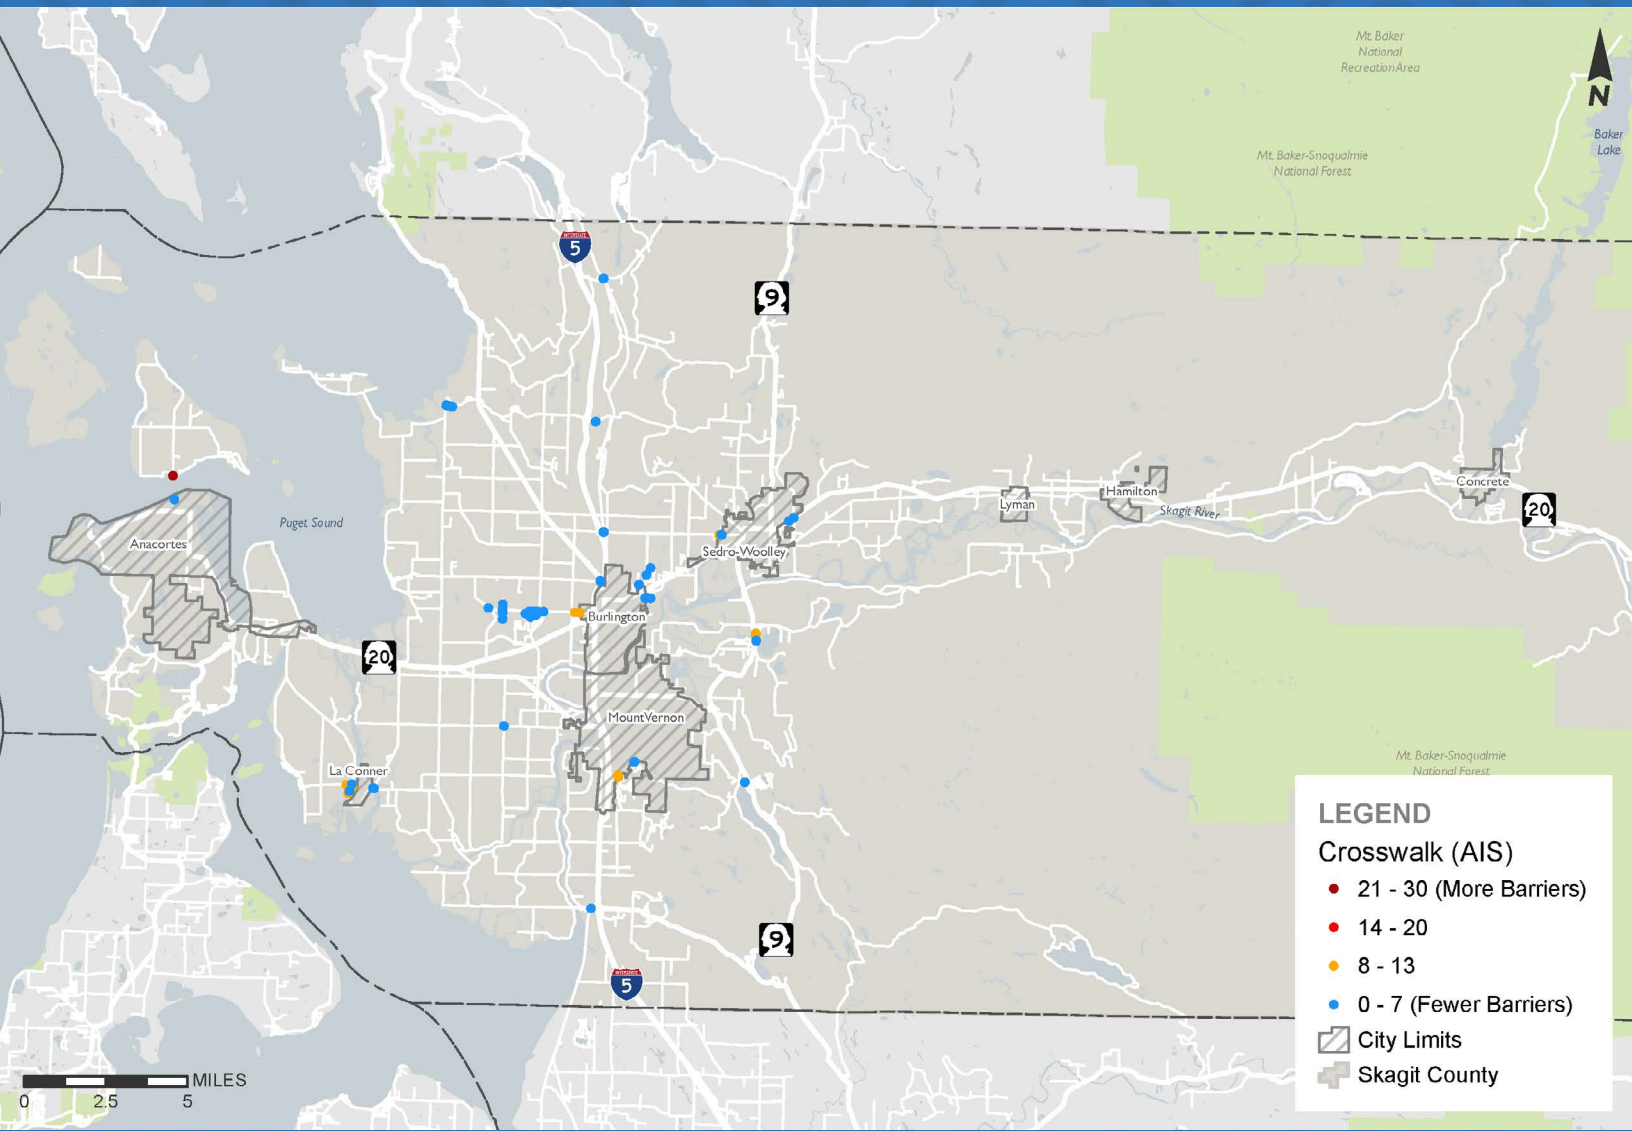 Mt. Baker
National
Recreation Area
N
Baker
Lake
Mt. Baker-Snoqualmie
National Forest
INTERSTATE
5
9
Puget Sound
Anacortes
Sedro-Woolley
Lyman
Hamilton
Skagit River
Concrete
20
Burlington
20
Mount Vernon
La Conner
Mt. Baker-Snoqualmie
National Forest
9
INTERSTATE
5
LEGEND
Crosswalk (AIS)
21 - 30 (More Barriers)
14 - 20
8 - 13
0 - 7 (Fewer Barriers)
City Limits
Skagit County
MILES
0 2.5 5